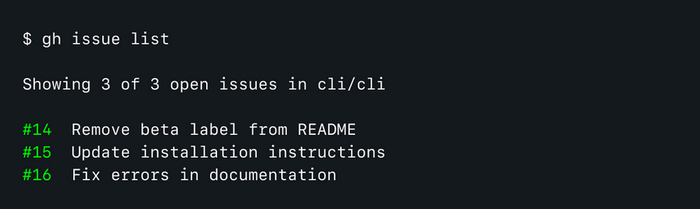 $ gh issue list
Showing 3 of 3 open issues in cli/cli
#14 Remove beta label from README
#15 Update installation instructions
#16 Fix errors in documentation